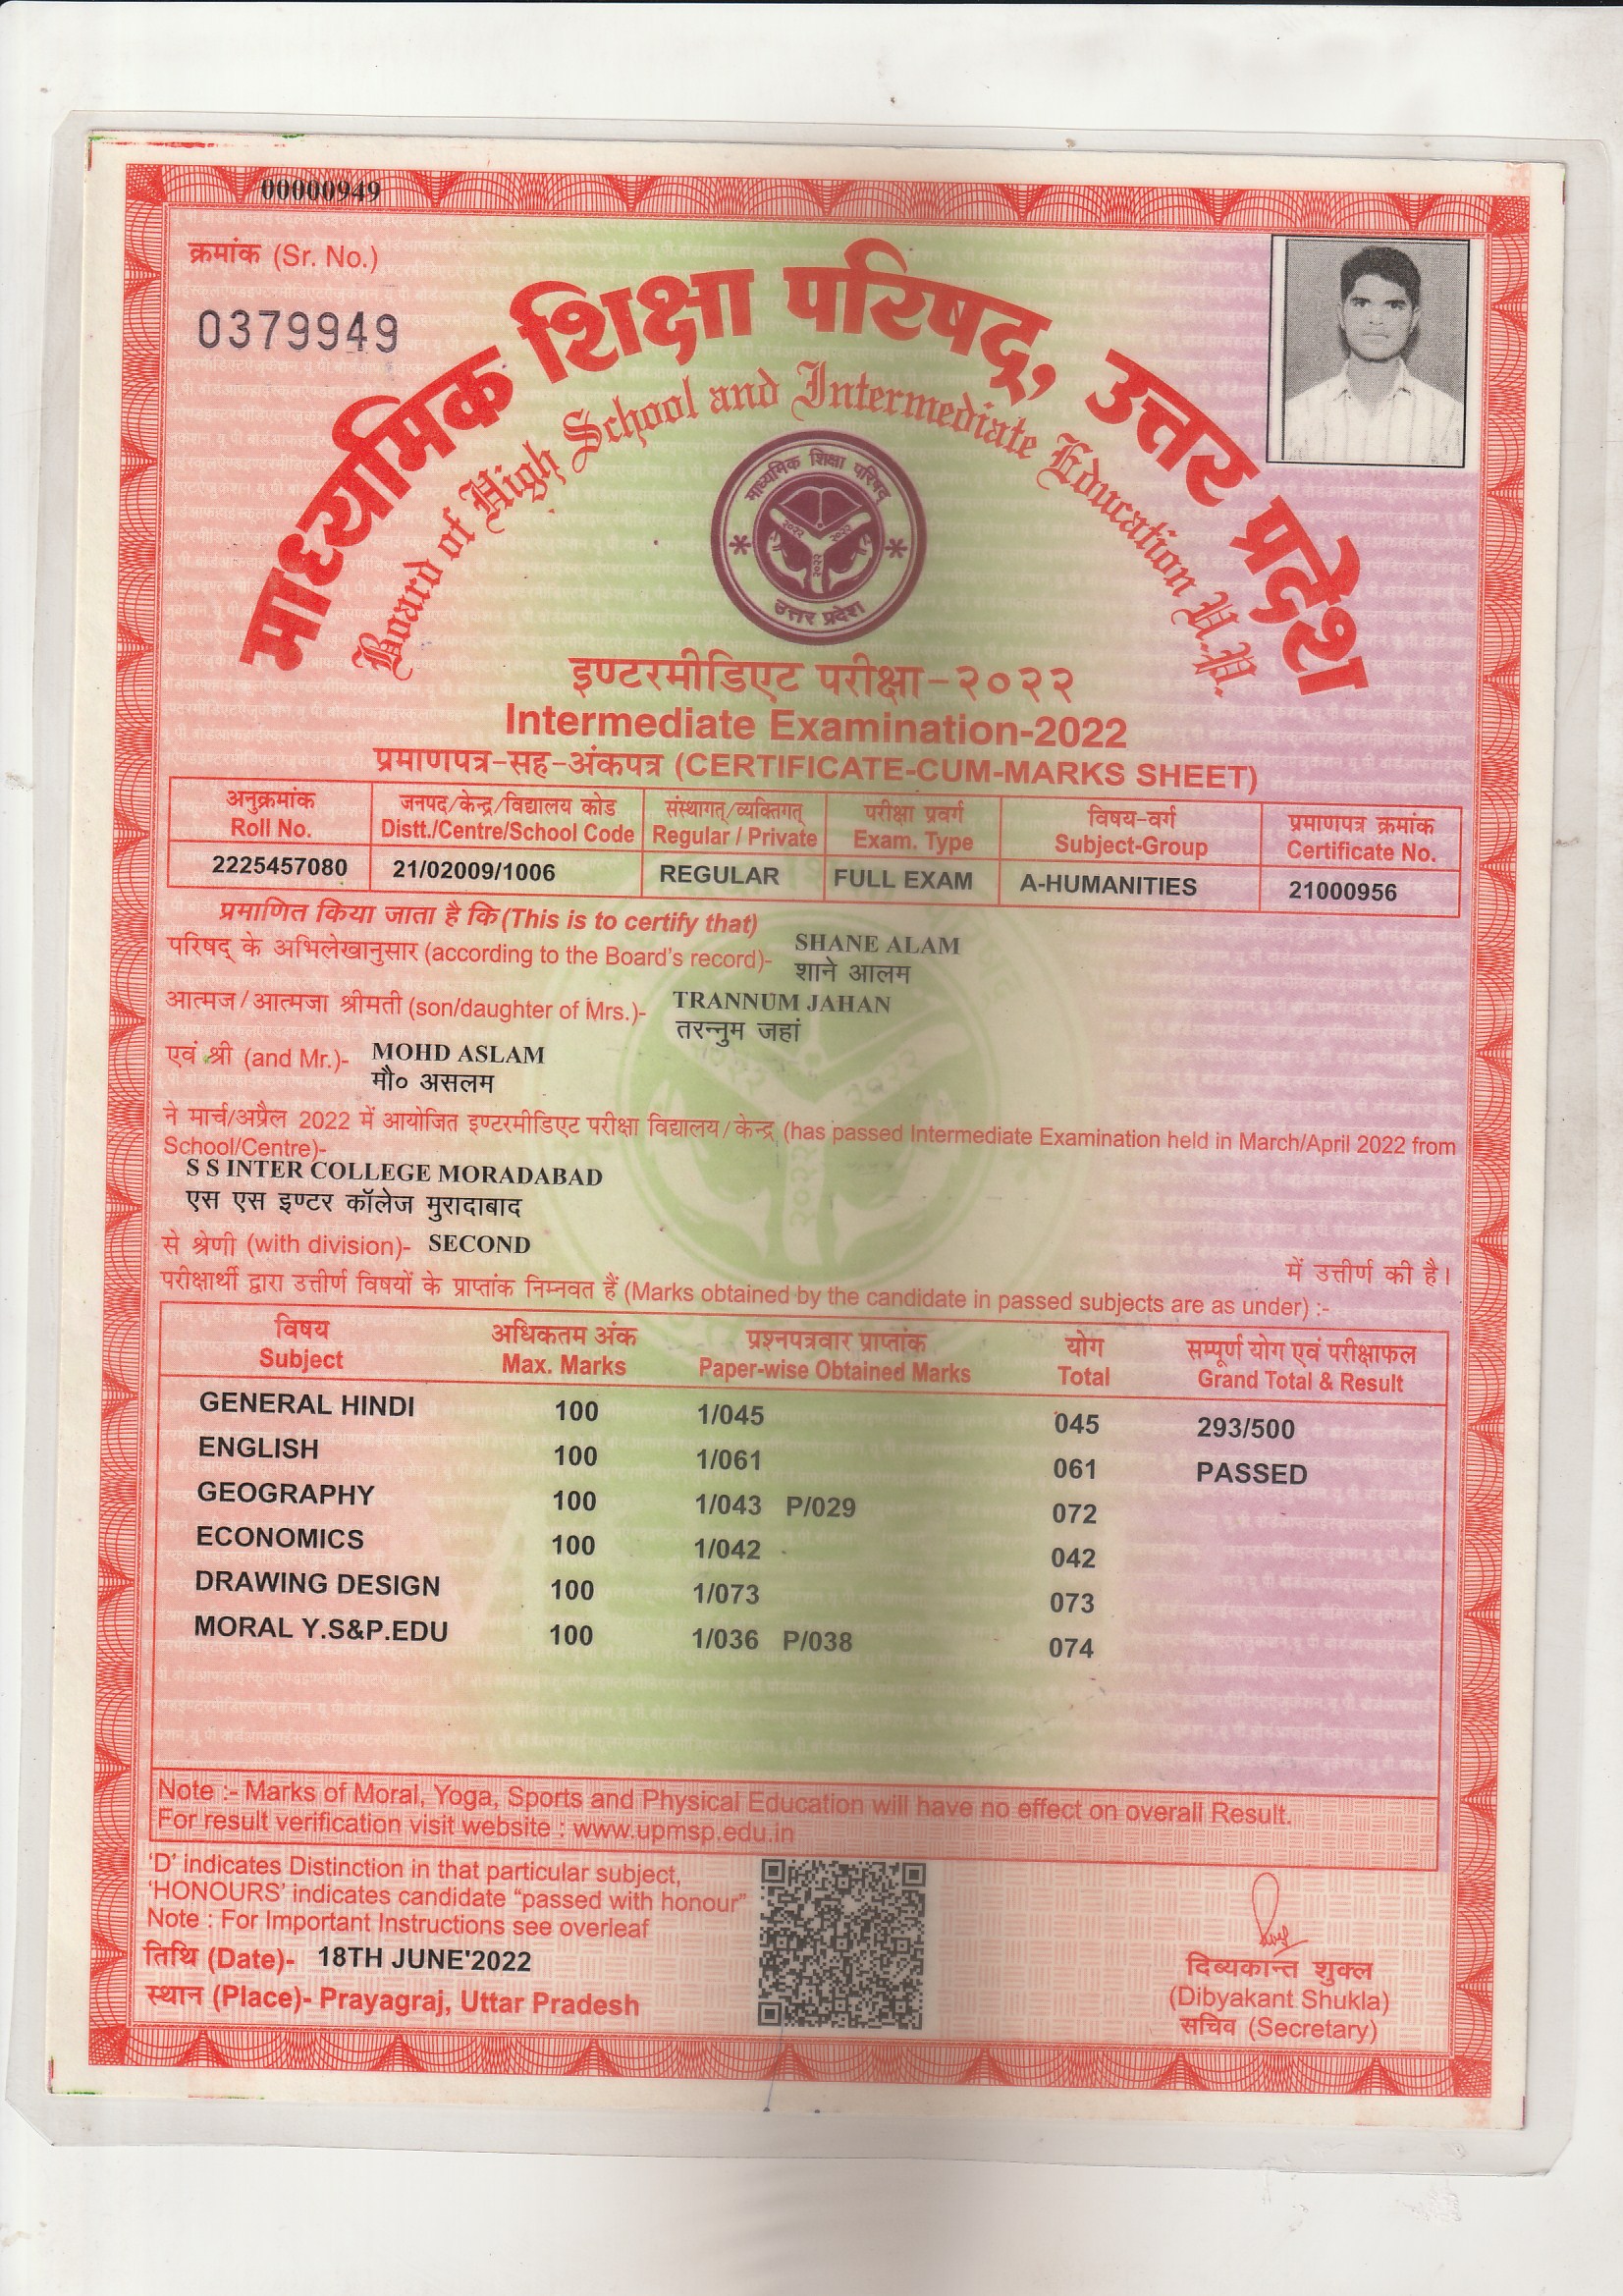 00000949
क्रमांक (Sr. No.)
0379949
माध्यमिक शिक्षा परिषद्, उत्तर प्रदेश
Board of High School and Intermediate Education U.P.
माध्यमिक शिक्षा परिषद्
२०२२ २०२२
२०२२
उत्तर प्रदेश
इण्टरमीडिएट परीक्षा-२०२२
Intermediate Examination-2022
प्रमाणपत्र-सह-अंकपत्र (CERTIFICATE-CUM-MARKS SHEET)
अनुक्रमांक जनपद/केन्द्र/विद्यालय कोड संस्थागत्/व्यक्तिगत् परीक्षा प्रवर्ग विषय-वर्ग प्रमाणपत्र क्रमांक
Roll No. Distt./Centre/School Code Regular / Private Exam. Type Subject-Group Certificate No.
2225457080 21/02009/1006 REGULAR FULL EXAM A-HUMANITIES 21000956
प्रमाणित किया जाता है कि (This is to certify that)
परिषद् के अभिलेखानुसार (according to the Board's record)- SHANE ALAM
शाने आलम
आत्मज/आत्मजा श्रीमती (son/daughter of Mrs.)- TRANNUM JAHAN
तरन्नुम जहां
एवं श्री (and Mr.)- MOHD ASLAM
मौ० असलम
ने मार्च/अप्रैल 2022 में आयोजित इण्टरमीडिएट परीक्षा विद्यालय/केन्द्र (has passed Intermediate Examination held in March/April 2022 from
School/Centre)-
S S INTER COLLEGE MORADABAD
एस एस इण्टर कॉलेज मुरादाबाद
से श्रेणी (with division)- SECOND
में उत्तीर्ण की है।
परीक्षार्थी द्वारा उत्तीर्ण विषयों के प्राप्तांक निम्नवत हैं (Marks obtained by the candidate in passed subjects are as under) :-
विषय अधिकतम अंक प्रश्नपत्रवार प्राप्तांक योग सम्पूर्ण योग एवं परीक्षाफल
Subject Max. Marks Paper-wise Obtained Marks Total Grand Total & Result
GENERAL HINDI 100 1/045 045 293/500
ENGLISH 100 1/061 061 PASSED
GEOGRAPHY 100 1/043 P/029 072
ECONOMICS 100 1/042 042
DRAWING DESIGN 100 1/073 073
MORAL Y.S&P.EDU 100 1/036 P/038 074
Note :- Marks of Moral, Yoga, Sports and Physical Education will have no effect on overall Result.
For result verification visit website : www.upmsp.edu.in
'D' indicates Distinction in that particular subject,
'HONOURS' indicates candidate "passed with honour"
Note : For Important Instructions see overleaf
तिथि (Date)- 18TH JUNE'2022
स्थान (Place)- Prayagraj, Uttar Pradesh
दिव्यकान्त शुक्ल
(Dibyakant Shukla)
सचिव (Secretary)